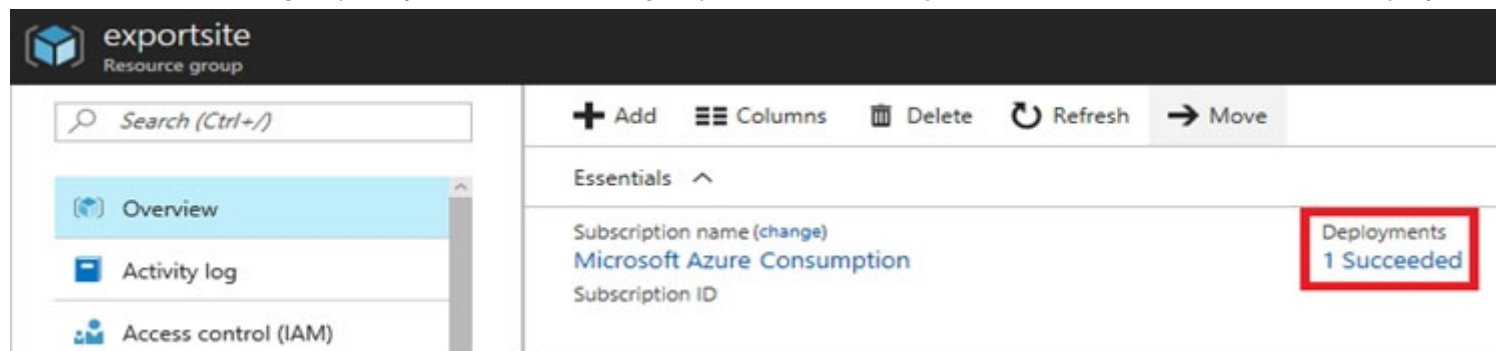 exportsite
Resource group
Search (Ctrl+/)
Overview
Activity log
Access control (IAM)
Add Columns Delete Refresh Move
Essentials
Subscription name (change)
Microsoft Azure Consumption
Subscription ID
Deployments
1 Succeeded